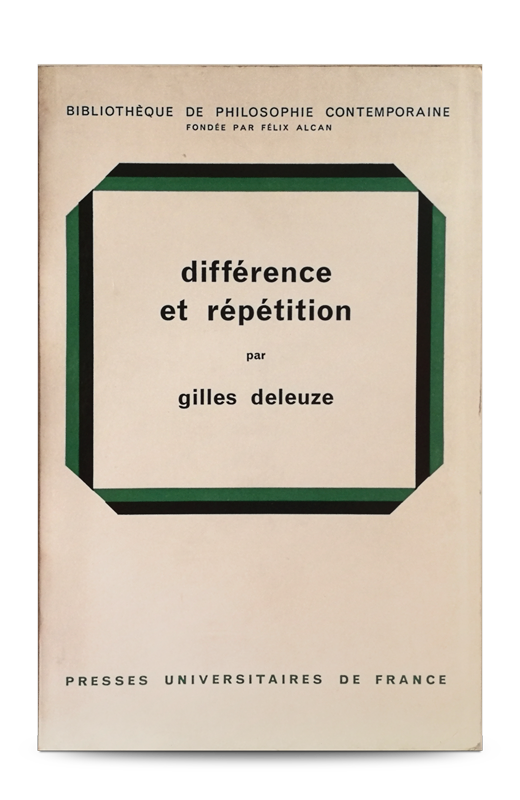 BIBLIOTHÈQUE DE PHILOSOPHIE CONTEMPORAINE
FONDÉE PAR FÉLIX ALCAN
différence
et répétition
par
gilles deleuze
PRESSES UNIVERSITAIRES DE FRANCE